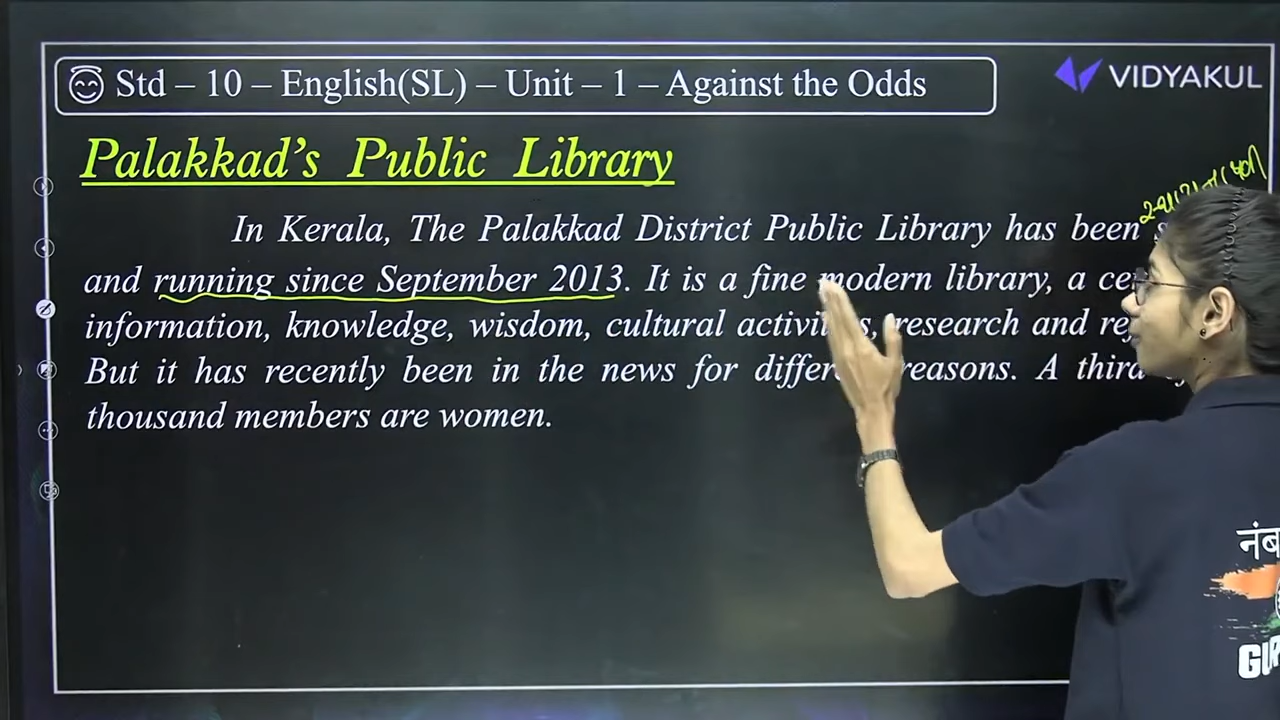 Std – 10 – English(SL) – Unit – 1 – Against the Odds
VIDYAKUL
Palakkad's Public Library
In Kerala, The Palakkad District Public Library has been
and running since September 2013. It is a fine modern library, a
information, knowledge, wisdom, cultural activities, research and
But it has recently been in the news for different reasons. A third
thousand members are women.